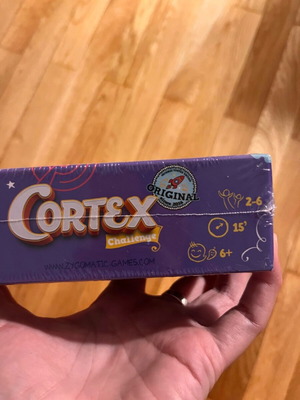 ORIGINAL
CORTEX
Challenge
WWW.ZYGOMATIC-GAMES.COM
2-6
15'
6+